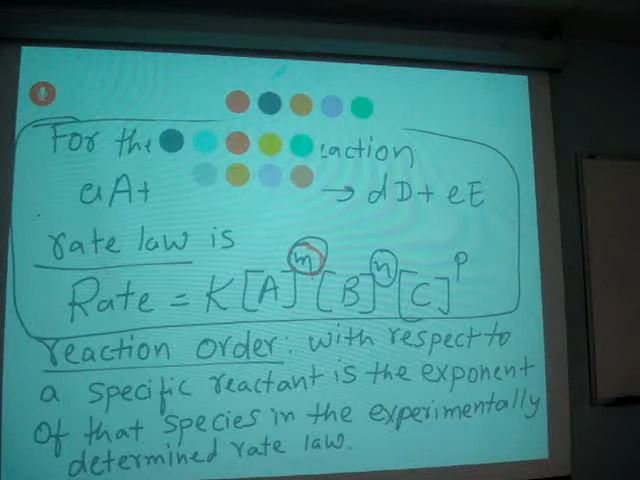 For the eaction
aA+ → dD + eE
rate law is
Rate = K[A]^m [B]^n [C]^p
reaction order: with respect to
a specific reactant is the exponent
of that species in the experimentally
determined rate law.